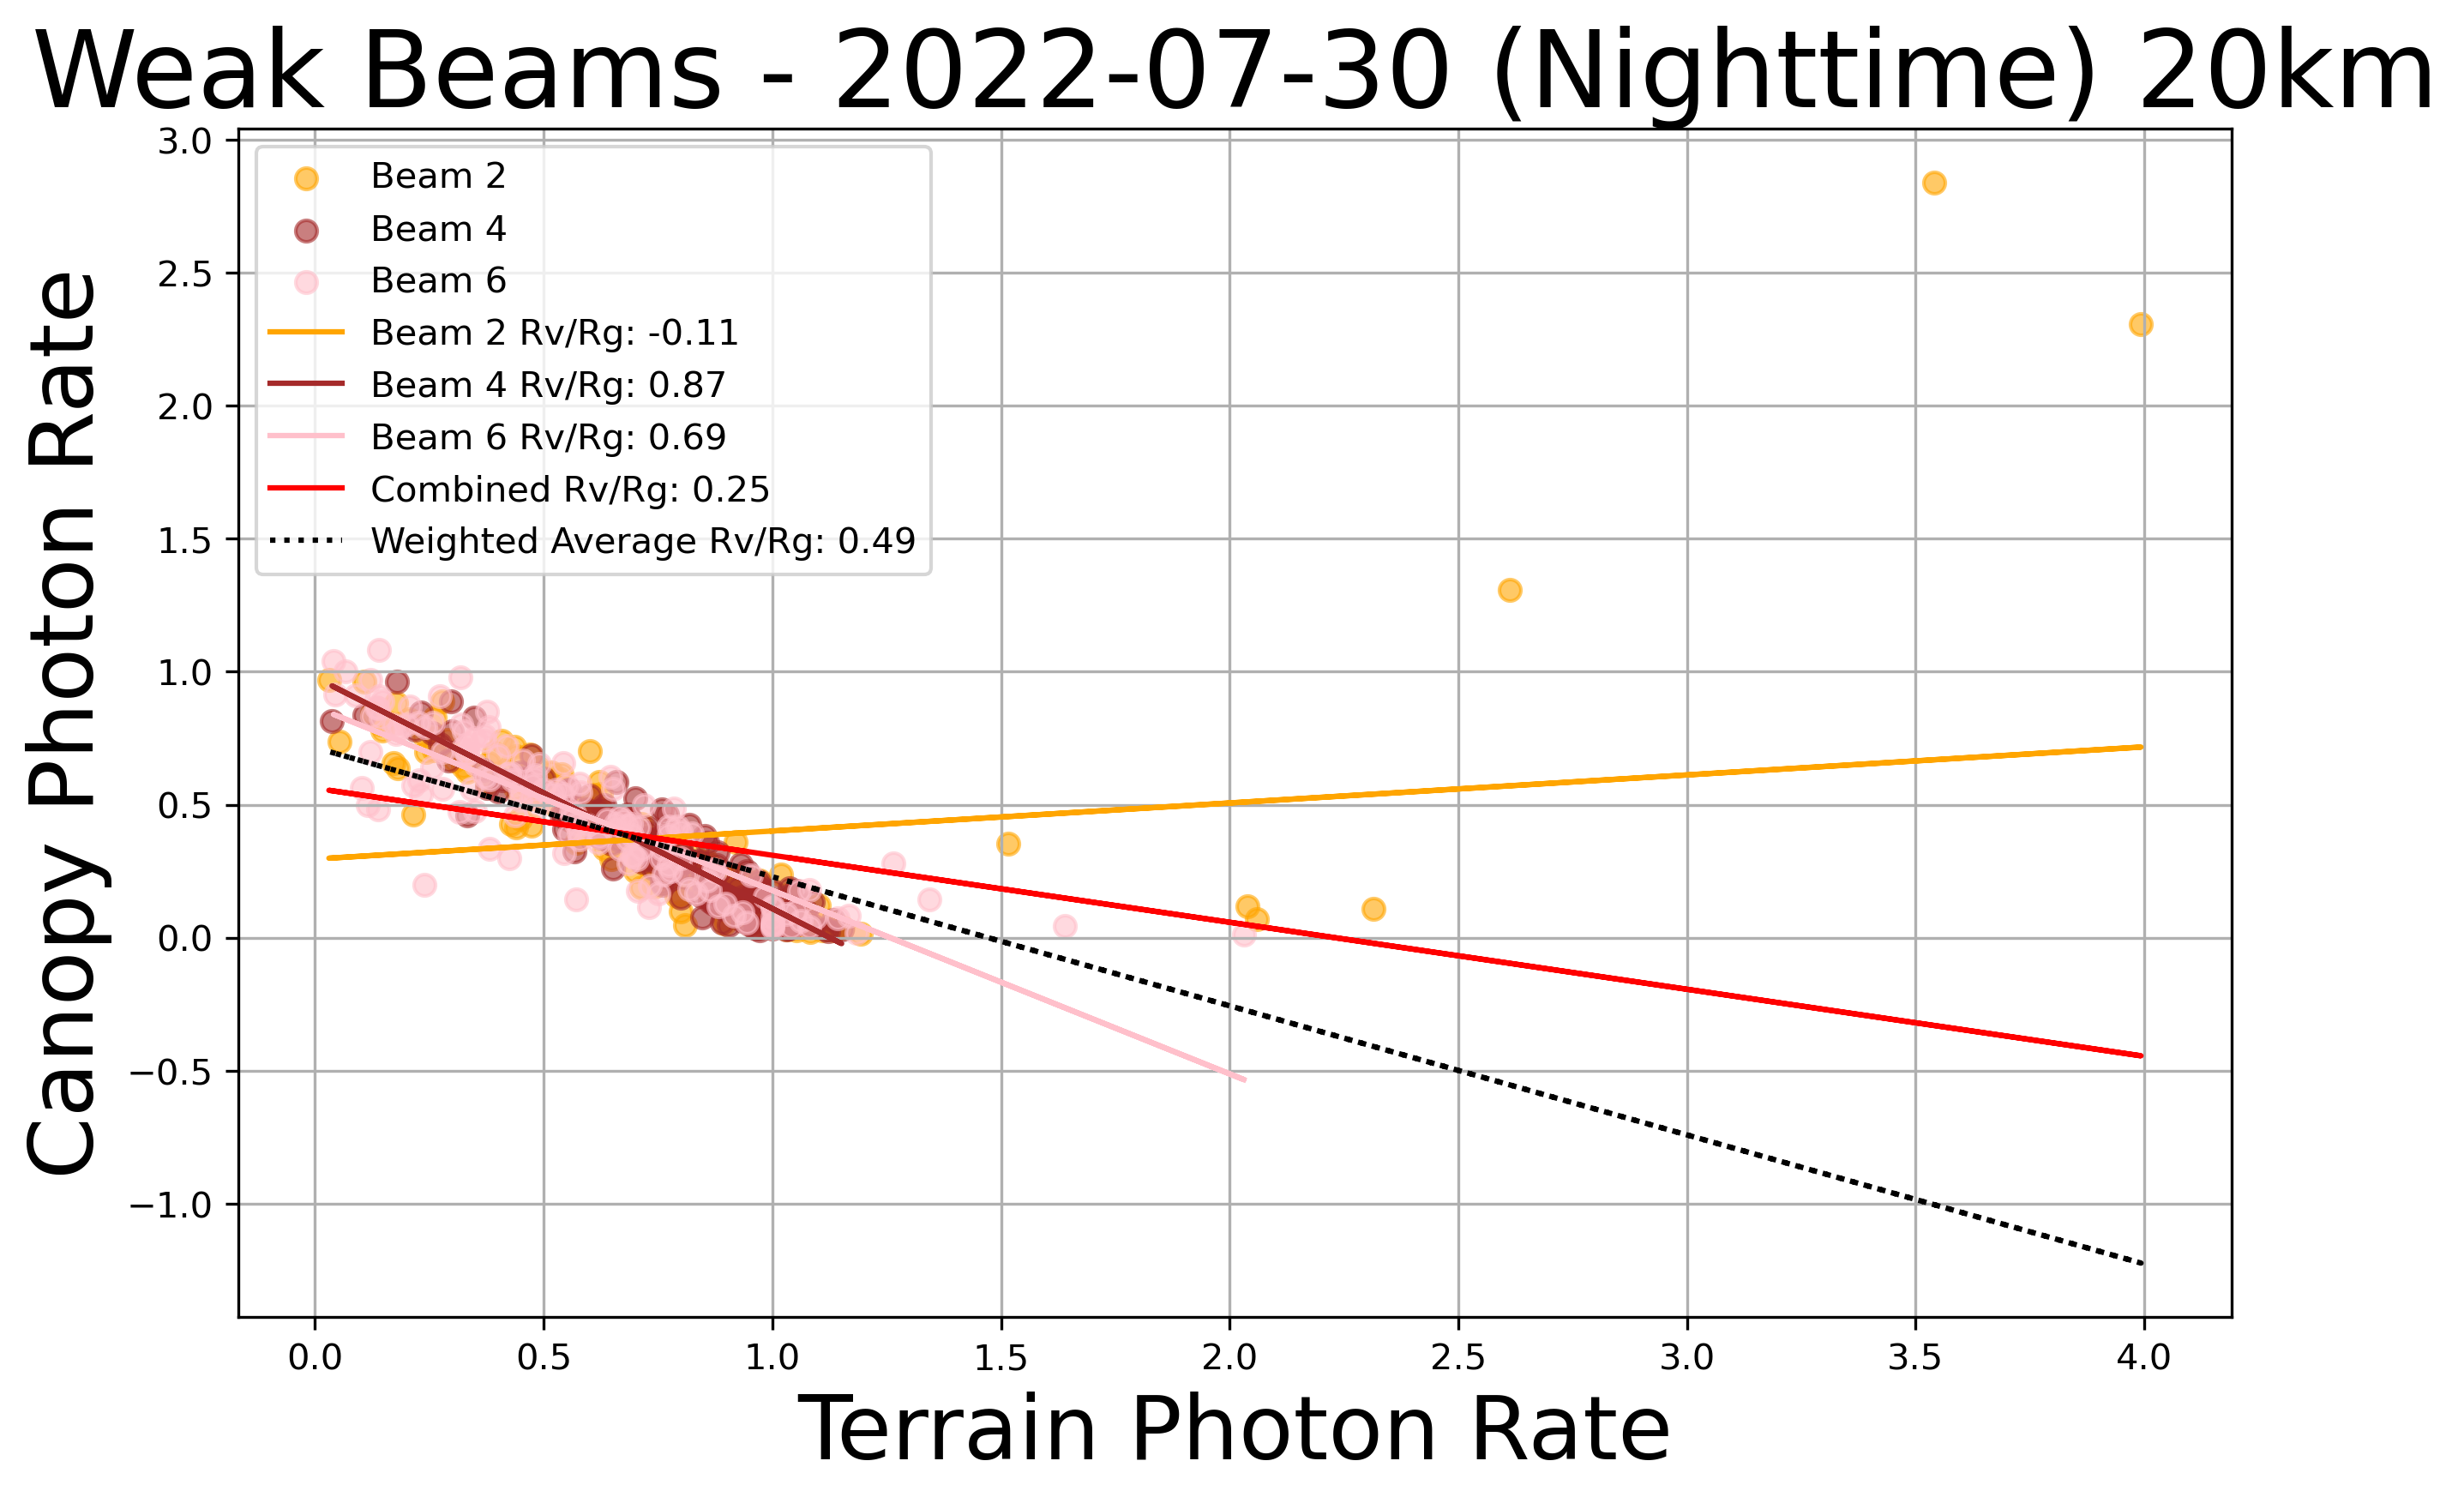 Weak Beams - 2022-07-30 (Nighttime) 20km
Canopy Photon Rate
3.0
2.5
2.0
1.5
1.0
0.5
0.0
−0.5
−1.0
Beam 2
Beam 4
Beam 6
Beam 2 Rv/Rg: -0.11
Beam 4 Rv/Rg: 0.87
Beam 6 Rv/Rg: 0.69
Combined Rv/Rg: 0.25
Weighted Average Rv/Rg: 0.49
0.0 0.5 1.0 1.5 2.0 2.5 3.0 3.5 4.0
Terrain Photon Rate